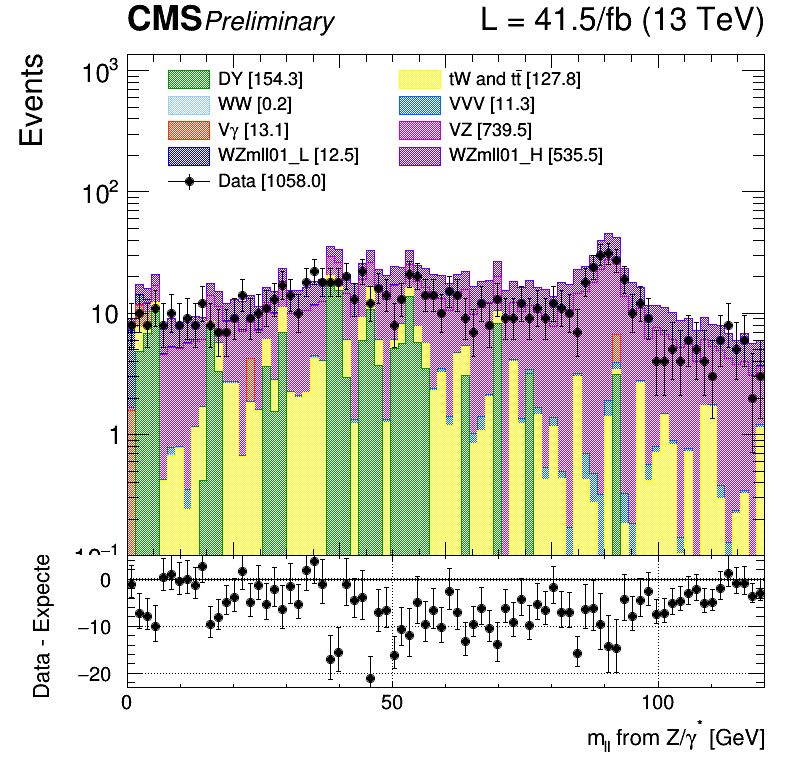 CMS Preliminary L = 41.5/fb (13 TeV)
Events
10³
10²
10
1
10⁻¹
DY [154.3]
tW and tt̄ [127.8]
WW [0.2]
VVV [11.3]
Vγ [13.1]
VZ [739.5]
WZmll01_L [12.5]
WZmll01_H [535.5]
Data [1058.0]
Data - Expecte
0
−10
−20
0 50 100
m_ll from Z/γ* [GeV]